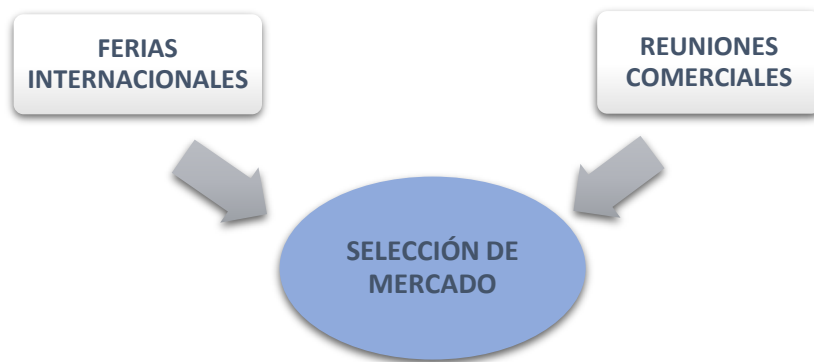 FERIAS
INTERNACIONALES
REUNIONES
COMERCIALES
SELECCIÓN DE
MERCADO